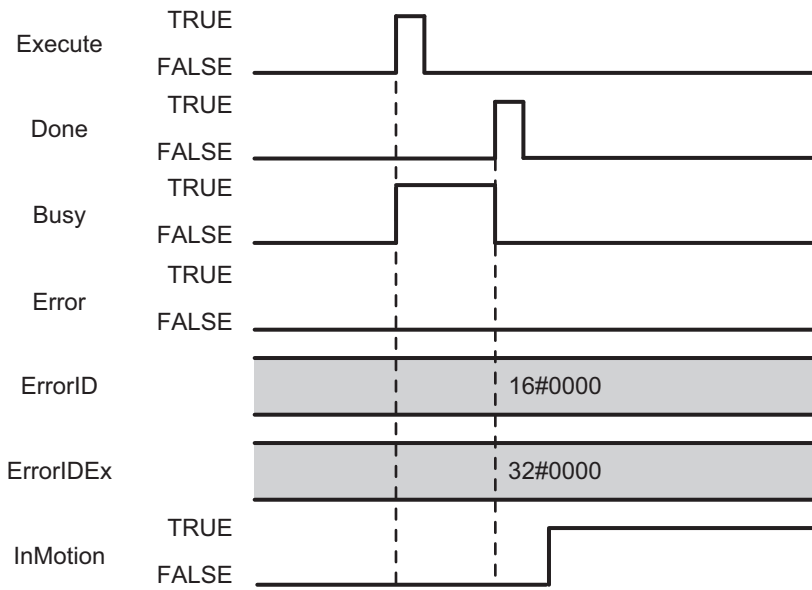 Execute
TRUE
FALSE
Done
TRUE
FALSE
Busy
TRUE
FALSE
Error
TRUE
FALSE
ErrorID
16#0000
ErrorIDEx
32#0000
InMotion
TRUE
FALSE